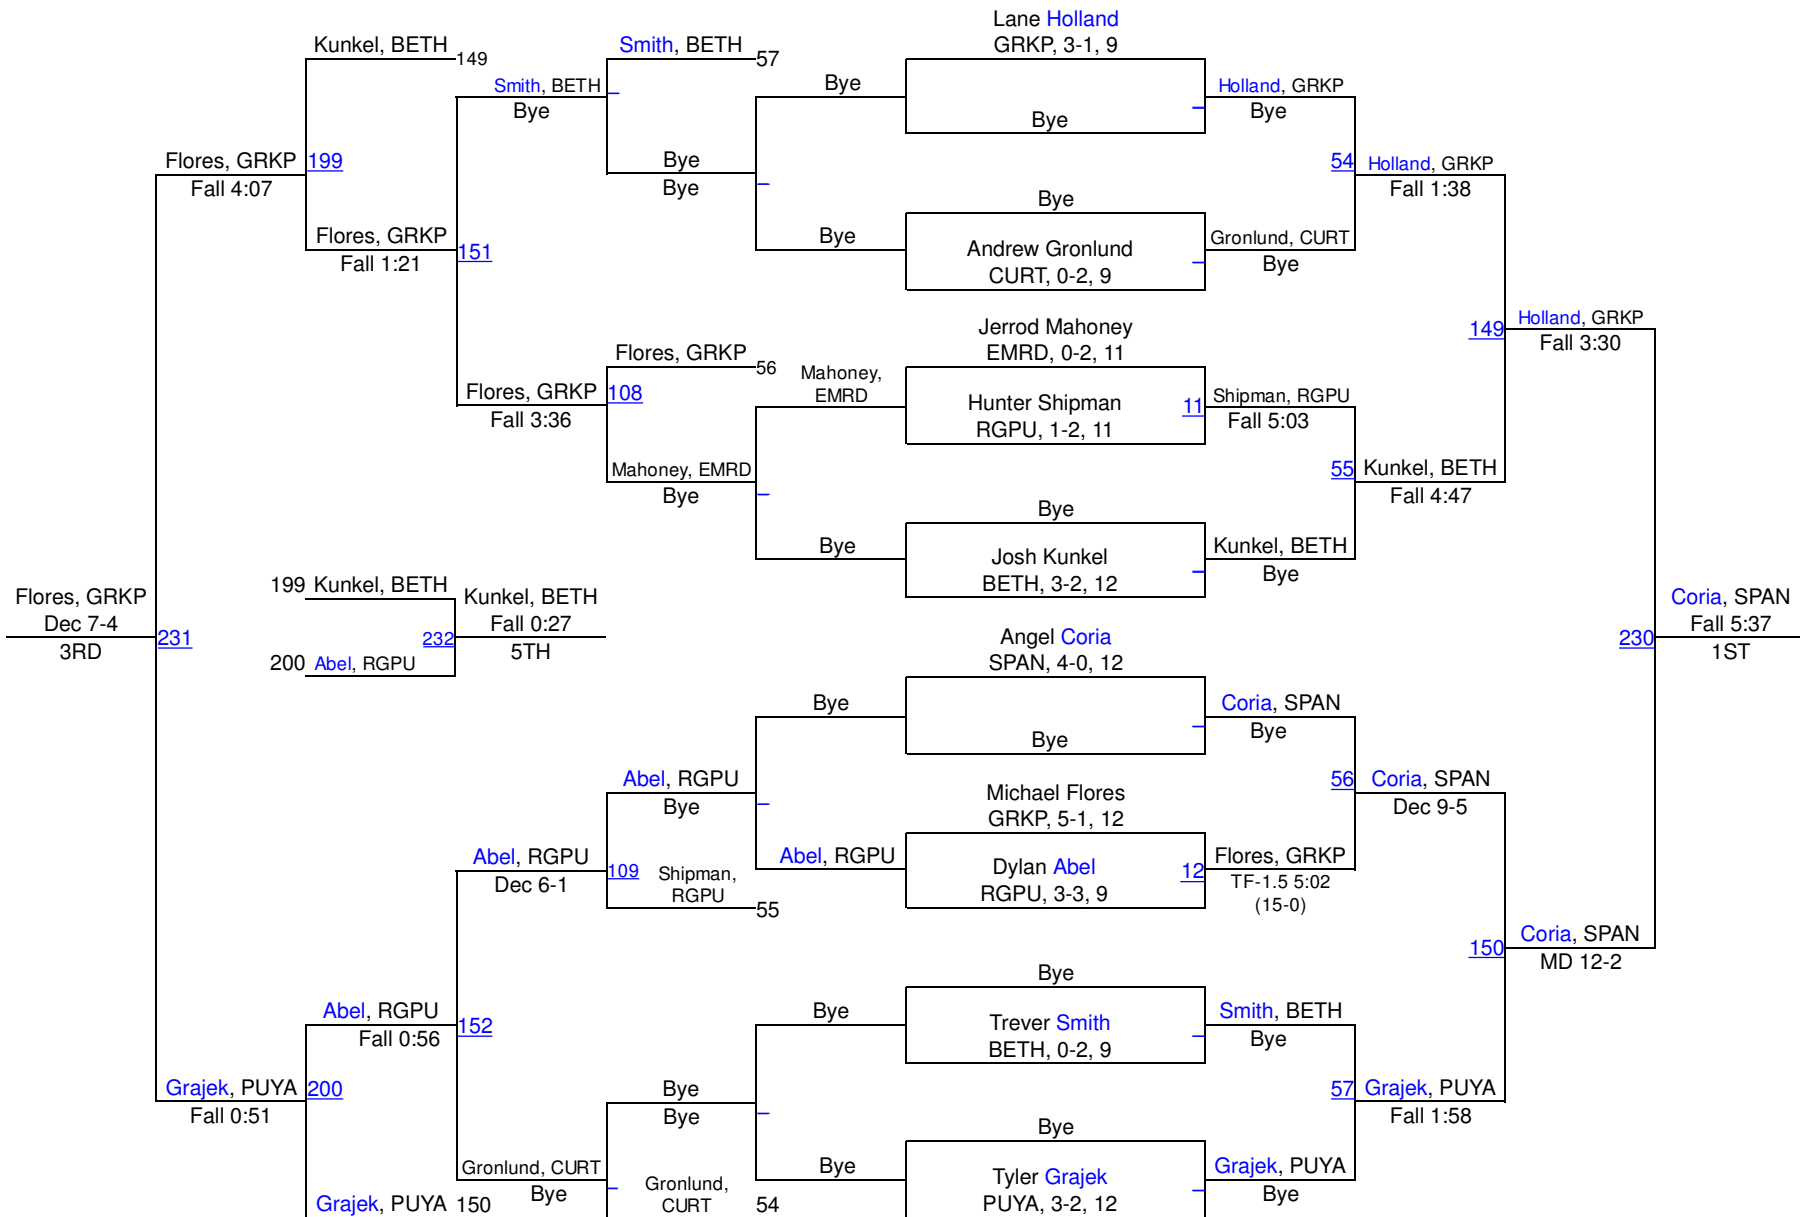 Lane Holland
GRKP, 3-1, 9
Kunkel, BETH
149
Smith, BETH
57
Smith, BETH
Bye
Bye
Holland, GRKP
Bye
Bye
Flores, GRKP
Fall 4:07
199
Bye
Bye
54
Holland, GRKP
Fall 1:38
Bye
Flores, GRKP
Fall 1:21
151
Bye
Andrew Gronlund
CURT, 0-2, 9
Gronlund, CURT
Bye
Jerrod Mahoney
EMRD, 0-2, 11
149
Holland, GRKP
Fall 3:30
Flores, GRKP
56
Mahoney,
EMRD
Flores, GRKP
Fall 3:36
108
Hunter Shipman
RGPU, 1-2, 11
11
Shipman, RGPU
Fall 5:03
Mahoney, EMRD
Bye
55
Kunkel, BETH
Fall 4:47
Bye
Bye
Josh Kunkel
BETH, 3-2, 12
Kunkel, BETH
Bye
Flores, GRKP
Dec 7-4
3RD
231
199
Kunkel, BETH
200
Abel, RGPU
232
Kunkel, BETH
Fall 0:27
5TH
230
Coria, SPAN
Fall 5:37
1ST
Angel Coria
SPAN, 4-0, 12
Bye
Bye
Coria, SPAN
Bye
Abel, RGPU
Bye
Michael Flores
GRKP, 5-1, 12
56
Coria, SPAN
Dec 9-5
Abel, RGPU
Dec 6-1
109
Shipman,
RGPU
55
Abel, RGPU
Dylan Abel
RGPU, 3-3, 9
12
Flores, GRKP
TF-1.5 5:02
(15-0)
150
Coria, SPAN
MD 12-2
Bye
Abel, RGPU
Fall 0:56
152
Bye
Trever Smith
BETH, 0-2, 9
Smith, BETH
Bye
Grajek, PUYA
Fall 0:51
200
Bye
Bye
57
Grajek, PUYA
Fall 1:58
Bye
Gronlund, CURT
Bye
Bye
Tyler Grajek
PUYA, 3-2, 12
Grajek, PUYA
Bye
Grajek, PUYA
150
Gronlund,
CURT
54